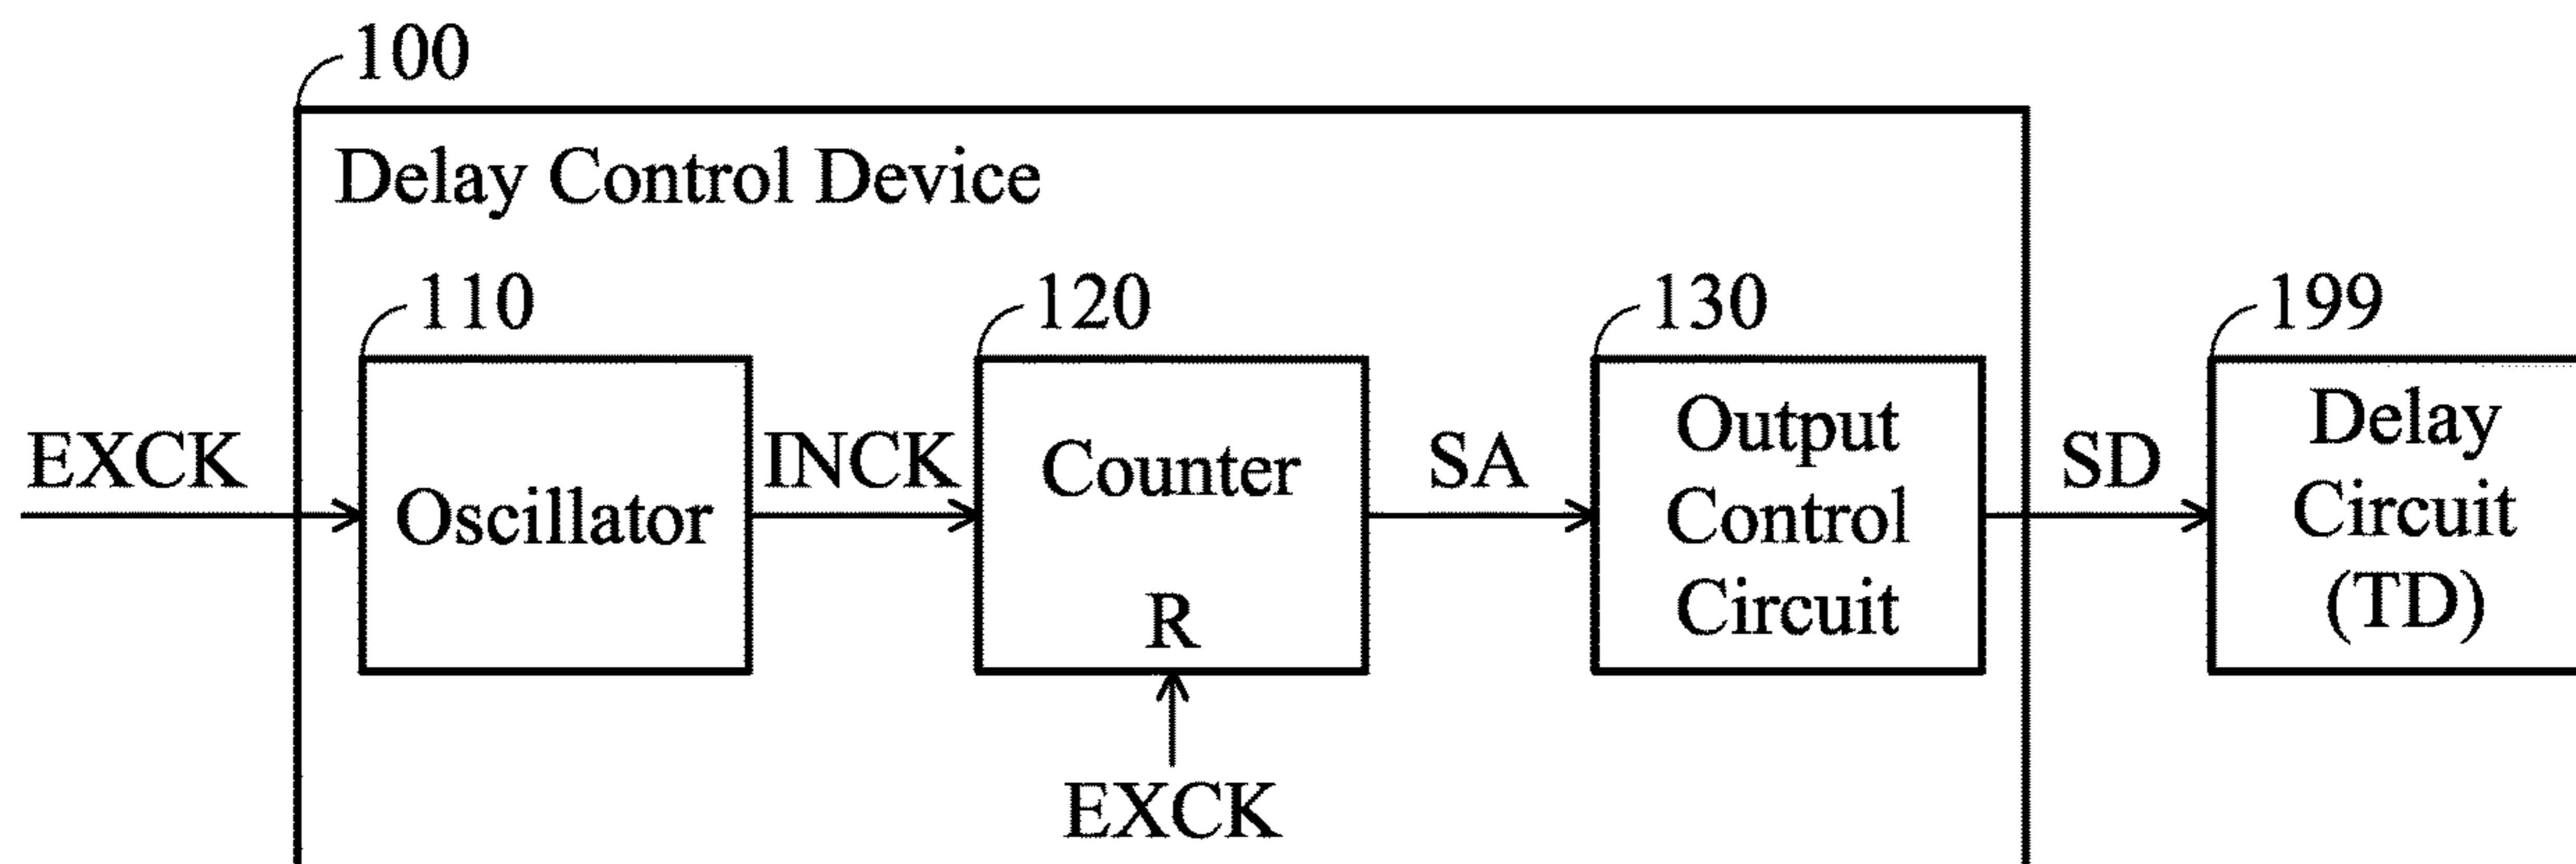 100
Delay Control Device
110
120
130
199
EXCK
Oscillator
INCK
Counter
R
EXCK
SA
Output
Control
Circuit
SD
Delay
Circuit
(TD)